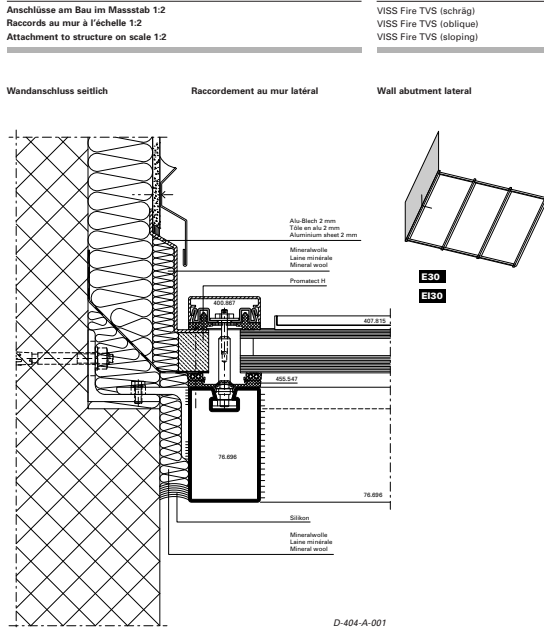 Anschlüsse am Bau im Massstab 1:2
Raccords au mur à l'échelle 1:2
Attachment to structure on scale 1:2
VISS Fire TVS (schräg)
VISS Fire TVS (oblique)
VISS Fire TVS (sloping)
Wandanschluss seitlich
Raccordement au mur latéral
Wall abutment lateral
Alu-Blech 2 mm
Tôle en alu 2 mm
Aluminium sheet 2 mm
Mineralwolle
Laine minérale
Mineral wool
Promatect H
E30
EI30
400.867
407.815
455.547
76.696
76.696
Silikon
Mineralwolle
Laine minérale
Mineral wool
D-404-A-001